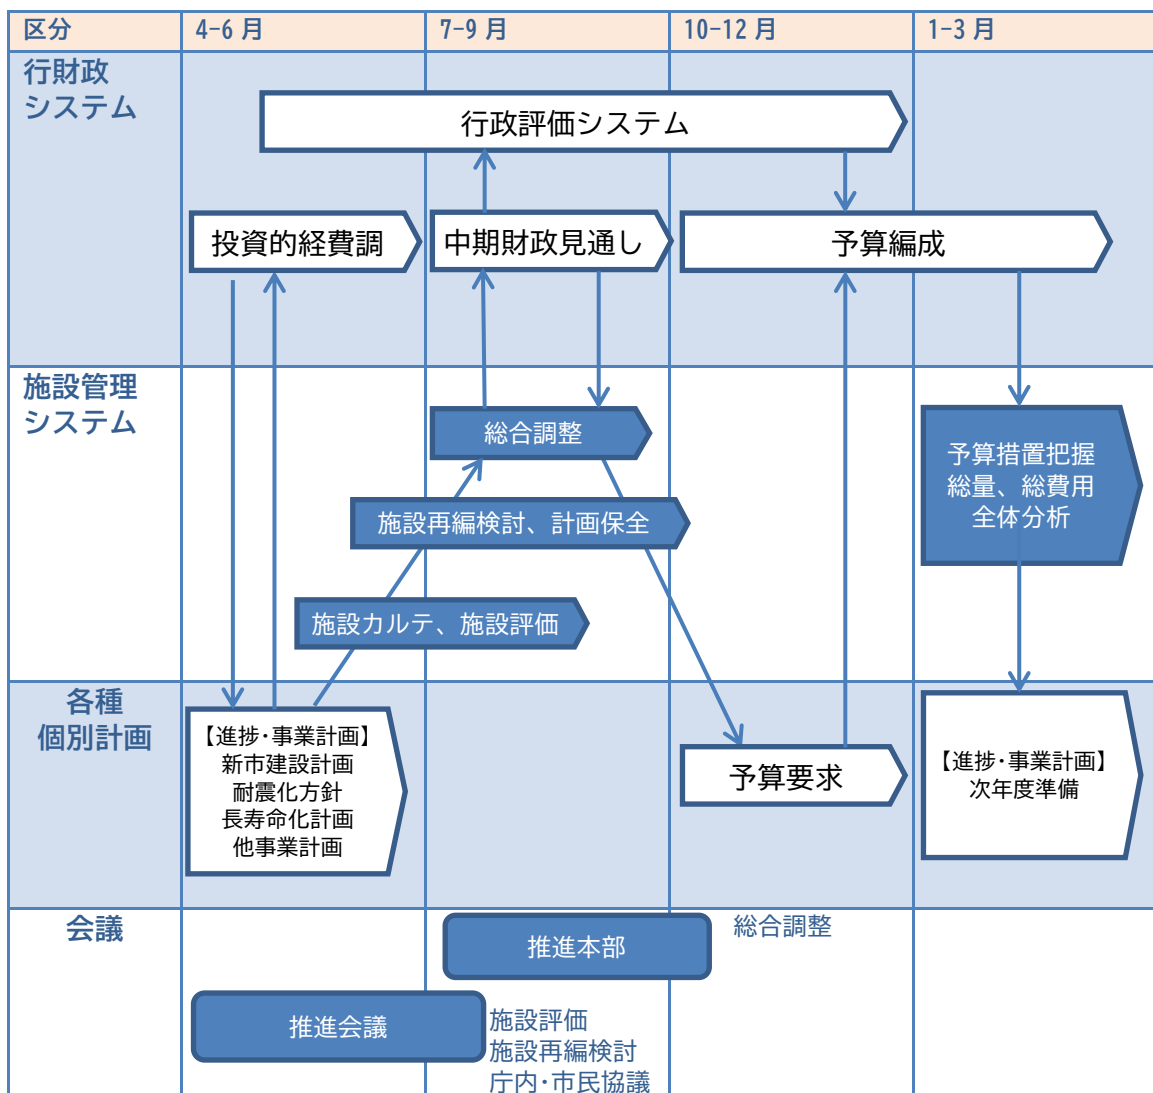 区分
4-6 月
7-9 月
10-12 月
1-3 月
行財政
システム
行政評価システム
投資的経費調
中期財政見通し
予算編成
施設管理
システム
総合調整
予算措置把握
総量、総費用
全体分析
施設再編検討、計画保全
施設カルテ、施設評価
各種
個別計画
【進捗・事業計画】
新市建設計画
耐震化方針
長寿命化計画
他事業計画
予算要求
【進捗・事業計画】
次年度準備
会議
推進本部
総合調整
推進会議
施設評価
施設再編検討
庁内・市民協議